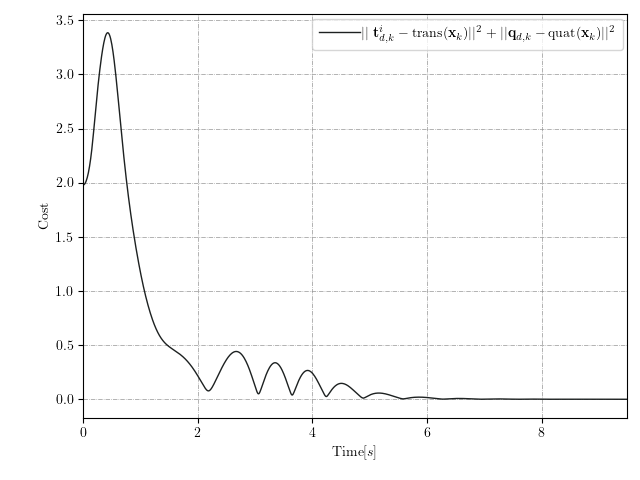 || t^i_{d,k} − trans(x_k)||² + ||q_{d,k} − quat(x_k)||²
3.5
3.0
2.5
2.0
1.5
1.0
0.5
0.0
Cost
0 2 4 6 8
Time[s]